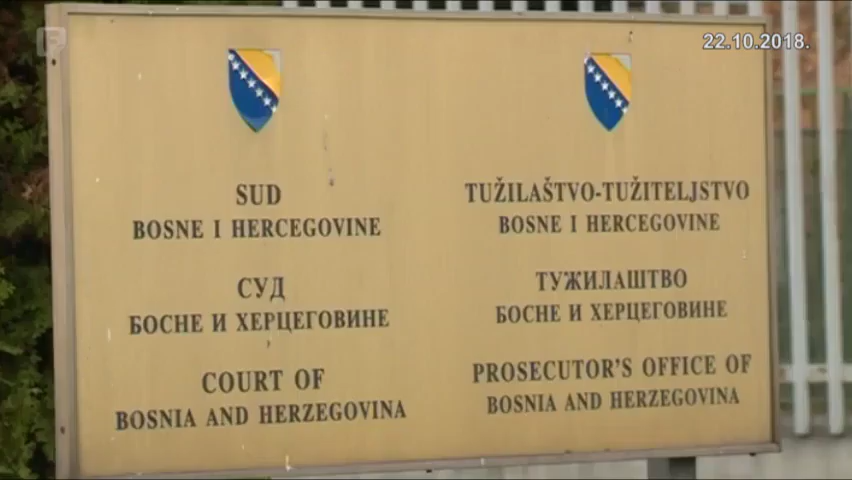 22.10.2018.
SUD
BOSNE I HERCEGOVINE
СУД
БОСНЕ И ХЕРЦЕГОВИНЕ
COURT OF
BOSNIA AND HERZEGOVINA
TUŽILAŠTVO-TUŽITELJSTVO
BOSNE I HERCEGOVINE
ТУЖИЛАШТВО
БОСНЕ И ХЕРЦЕГОВИНЕ
PROSECUTOR'S OFFICE OF
BOSNIA AND HERZEGOVINA